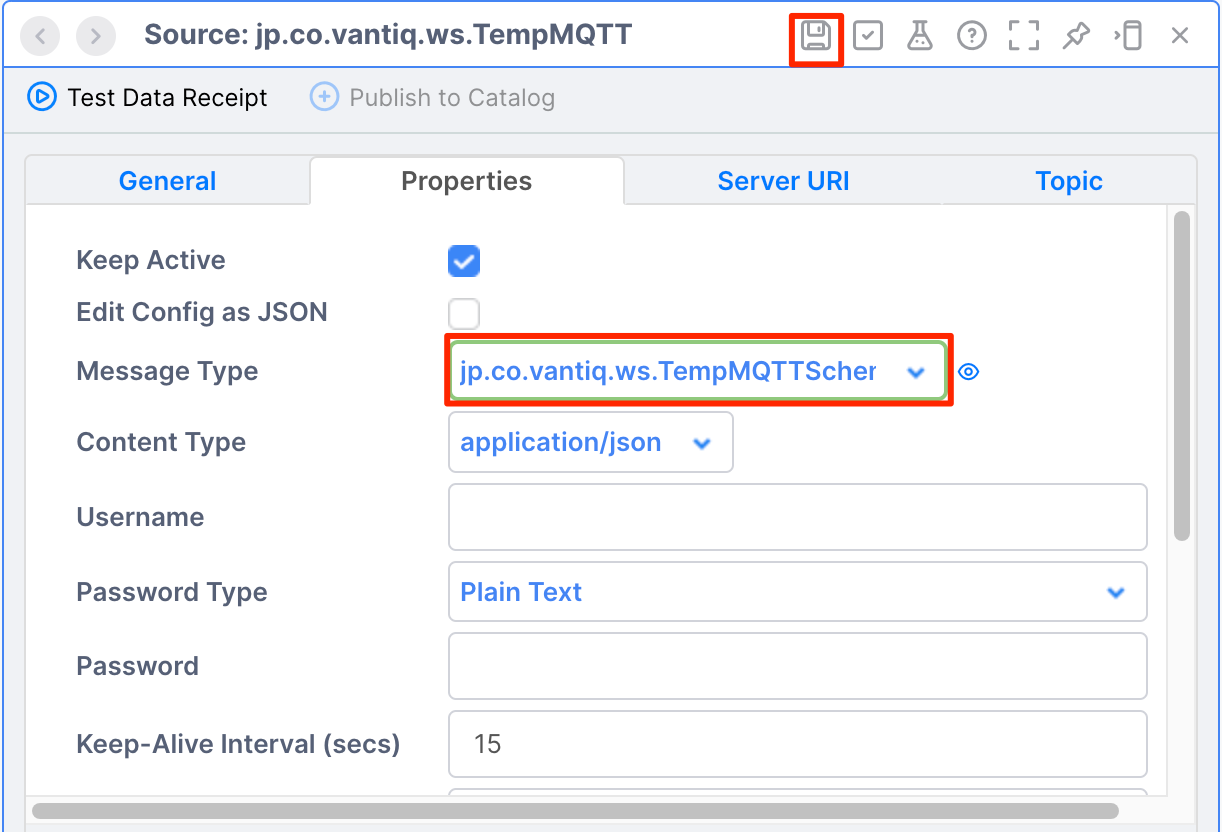 Source: jp.co.vantiq.ws.TempMQTT
Test Data Receipt Publish to Catalog
General Properties Server URI Topic
Keep Active
Edit Config as JSON
Message Type jp.co.vantiq.ws.TempMQTTScher
Content Type application/json
Username
Password Type Plain Text
Password
Keep-Alive Interval (secs) 15